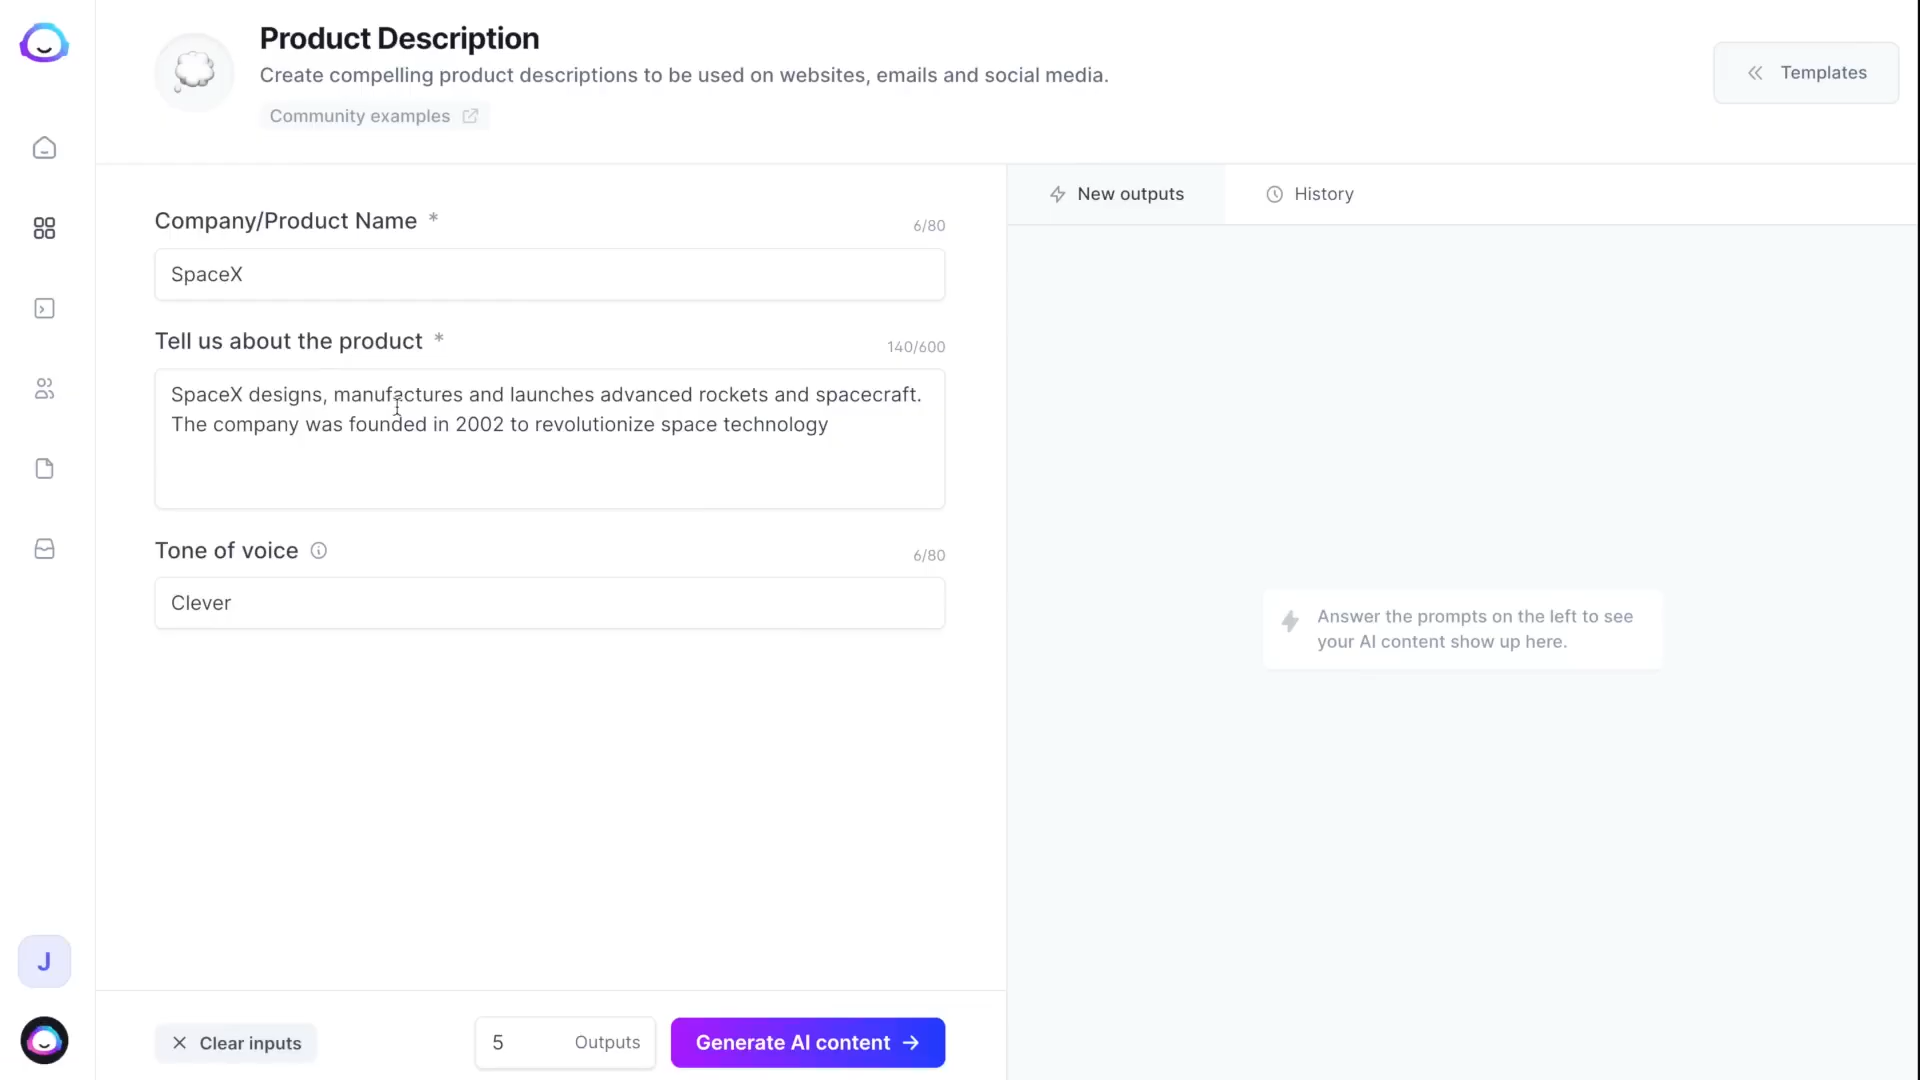 Product Description
Create compelling product descriptions to be used on websites, emails and social media.
Community examples
Templates
Company/Product Name *
6/80
SpaceX
Tell us about the product *
140/600
SpaceX designs, manufactures and launches advanced rockets and spacecraft.
The company was founded in 2002 to revolutionize space technology
Tone of voice
6/80
Clever
New outputs
History
Answer the prompts on the left to see
your AI content show up here.
J
Clear inputs
5 Outputs
Generate AI content